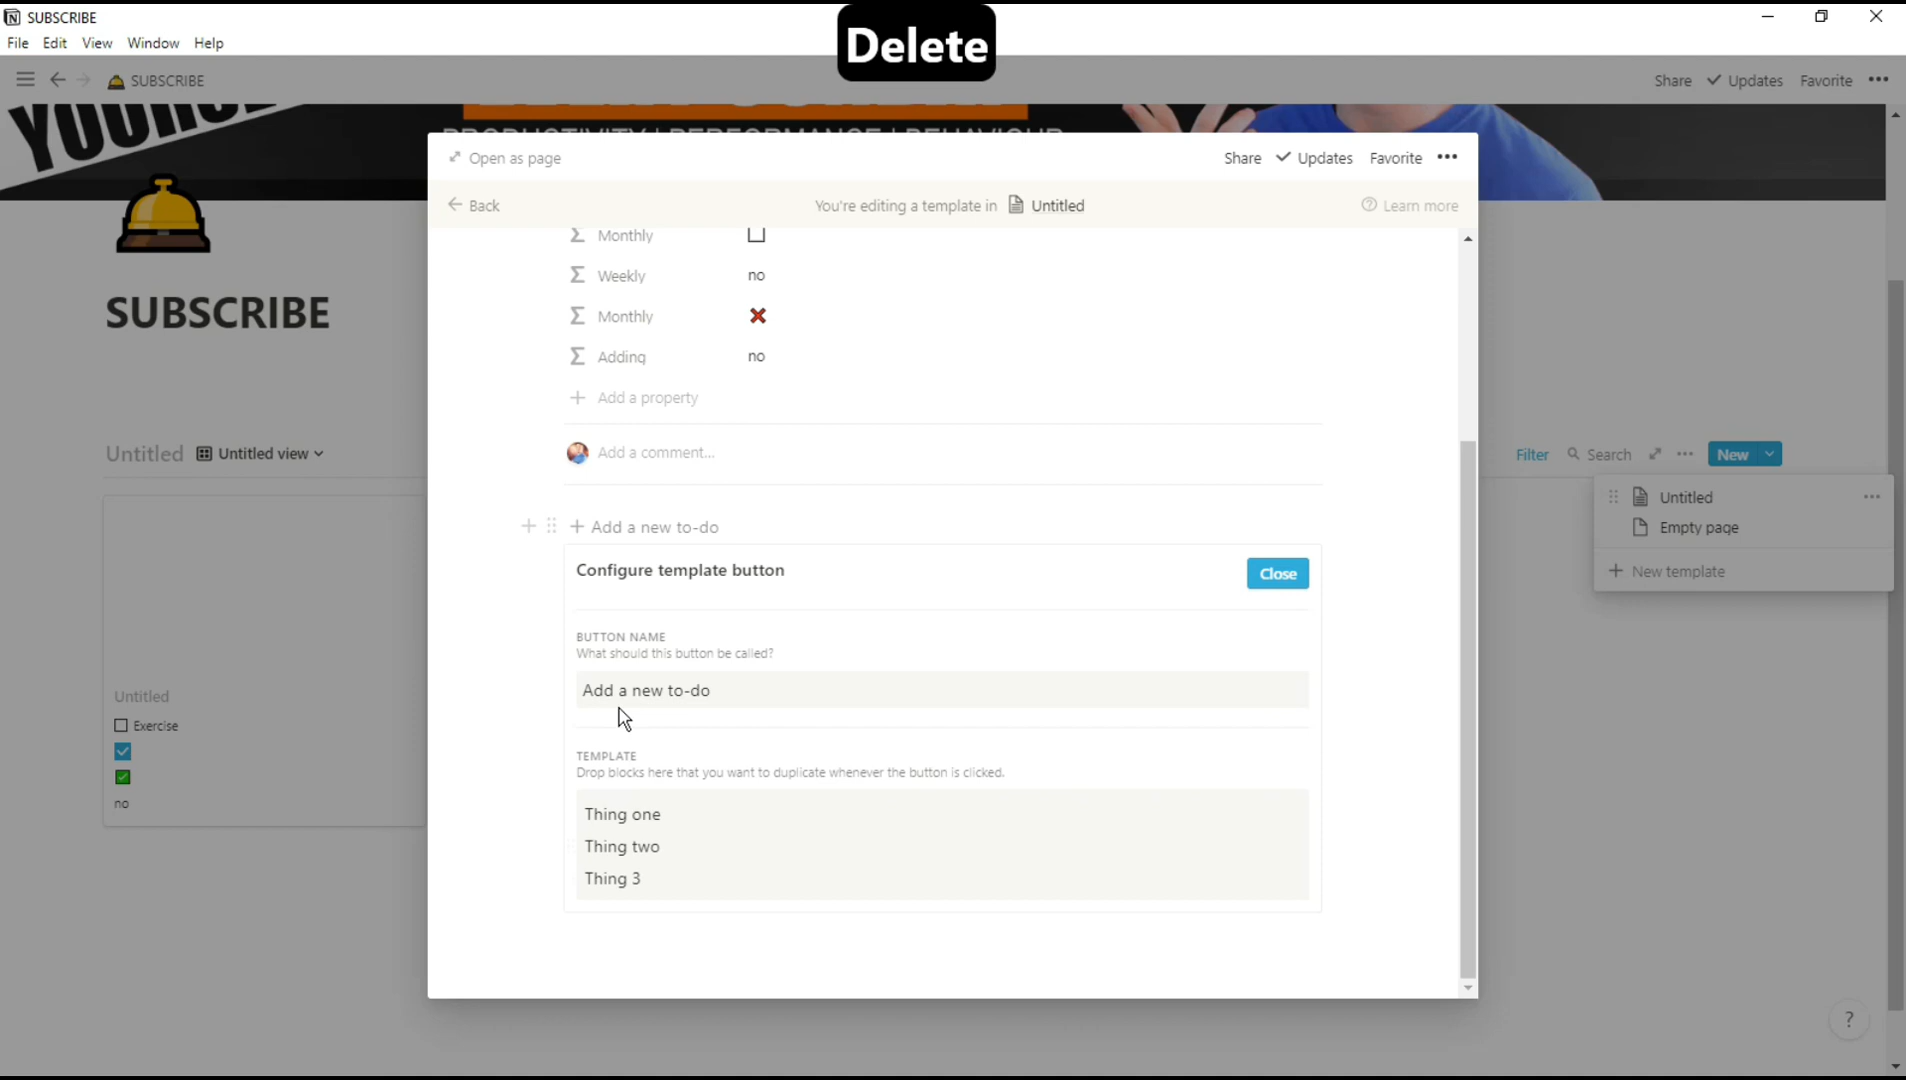 SUBSCRIBE
Delete
File Edit View Window Help
SUBSCRIBE
Share Updates Favorite
Open as page
Share Updates Favorite
Back
You're editing a template in Untitled
Learn more
Monthly
Weekly no
Monthly
Adding no
Add a property
SUBSCRIBE
Add a comment...
Untitled Untitled view
Filter Search New
Untitled
Empty page
New template
Add a new to-do
Configure template button
Close
BUTTON NAME
What should this button be called?
Add a new to-do
TEMPLATE
Drop blocks here that you want to duplicate whenever the button is clicked.
Thing one
Thing two
Thing 3
Untitled
Exercise
no
?